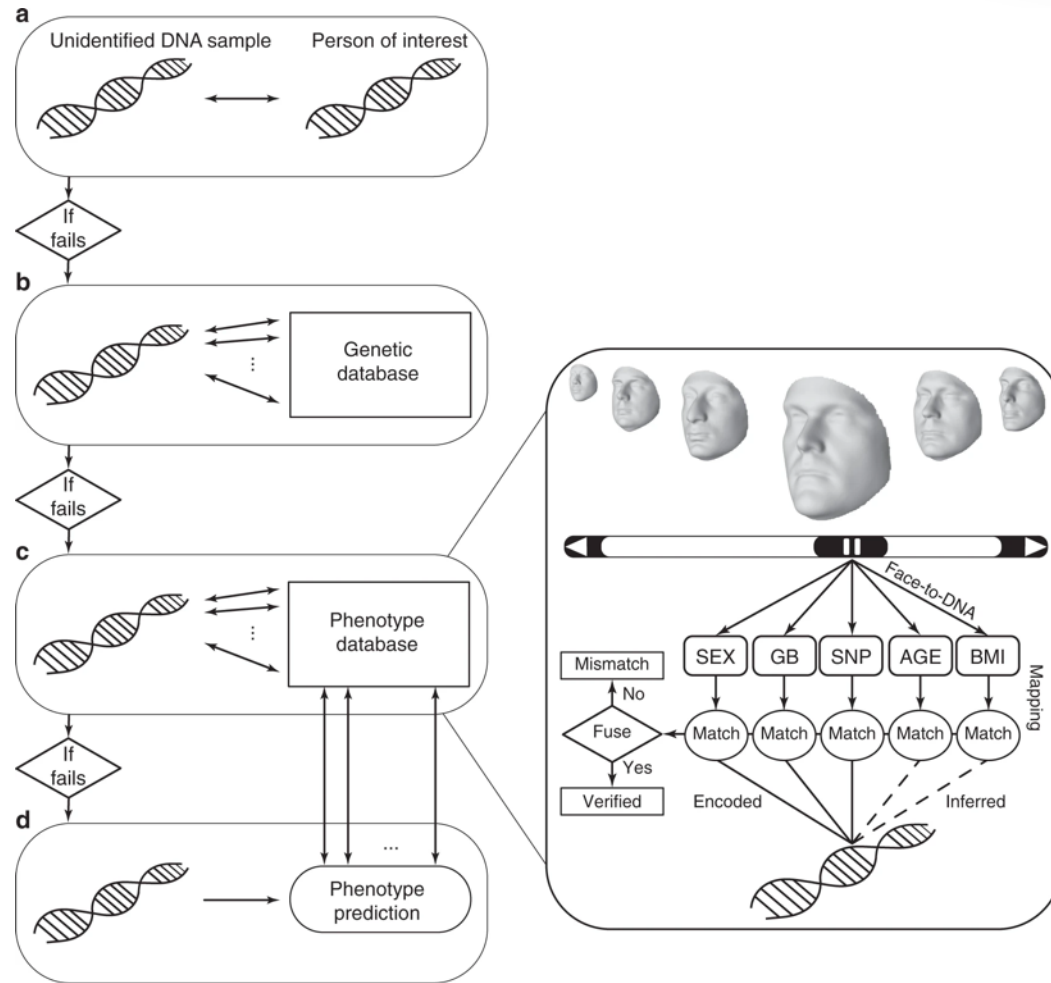 a
Unidentified DNA sample
Person of interest
If
fails
b
Genetic
database
If
fails
c
Phenotype
database
If
fails
d
...
Phenotype
prediction
Face-to-DNA
SEX
GB
SNP
AGE
BMI
Mapping
Mismatch
No
Fuse
Match
Match
Match
Match
Match
Yes
Verified
Encoded
Inferred